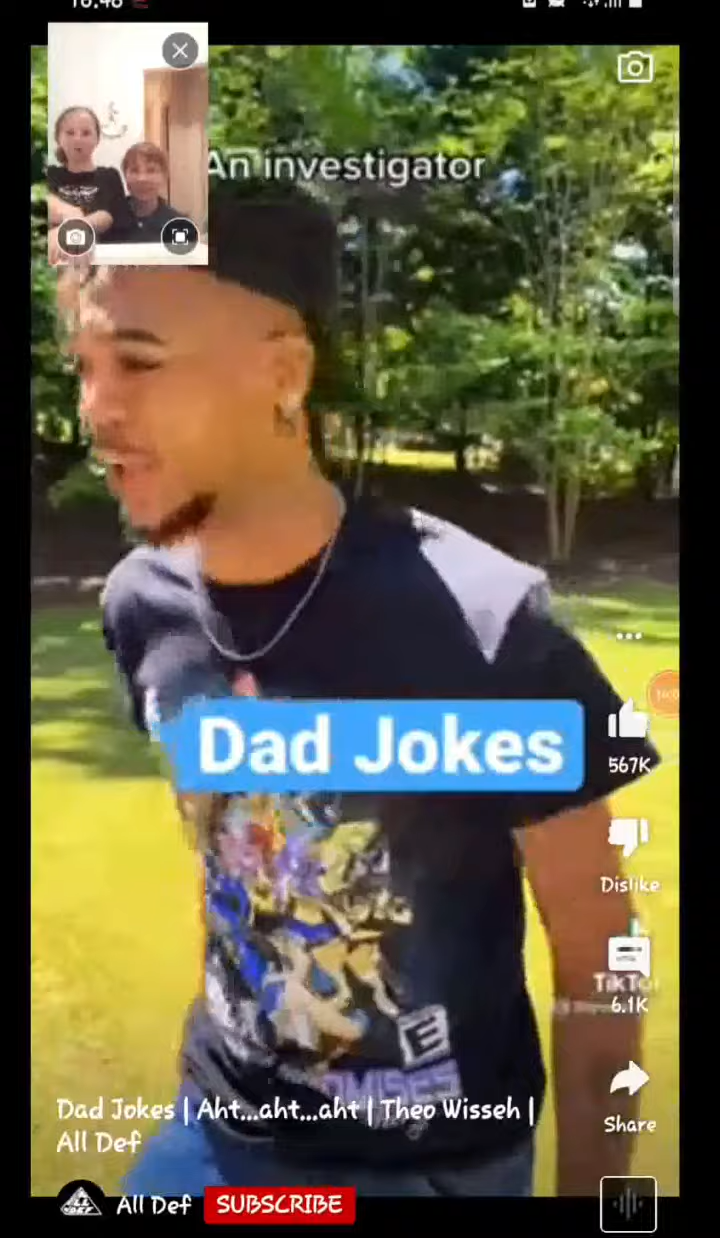 An investigator
Dad Jokes
567K
Dislike
6.1K
Share
Dad Jokes | Aht...aht...aht | Theo Wisseh |
All Def
All Def
SUBSCRIBE
E